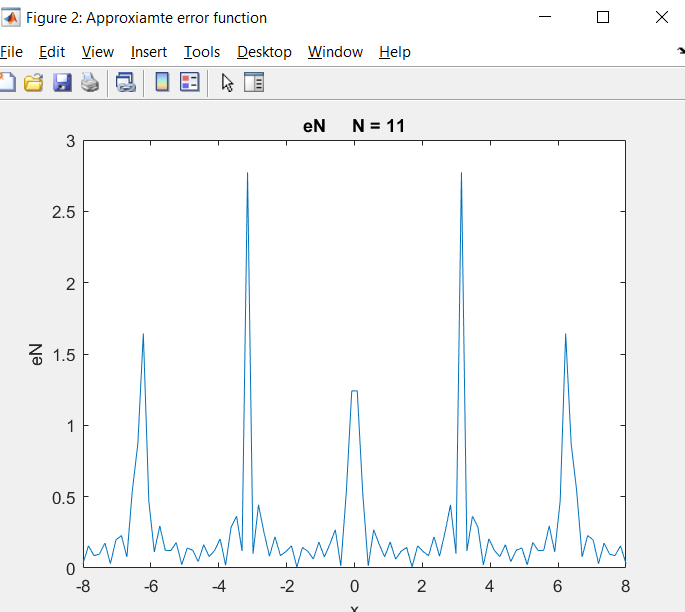 Figure 2: Approxiamte error function
File Edit View Insert Tools Desktop Window Help
eN N = 11
3
2.5
2
1.5
1
0.5
0
eN
-8 -6 -4 -2 0 2 4 6 8
x